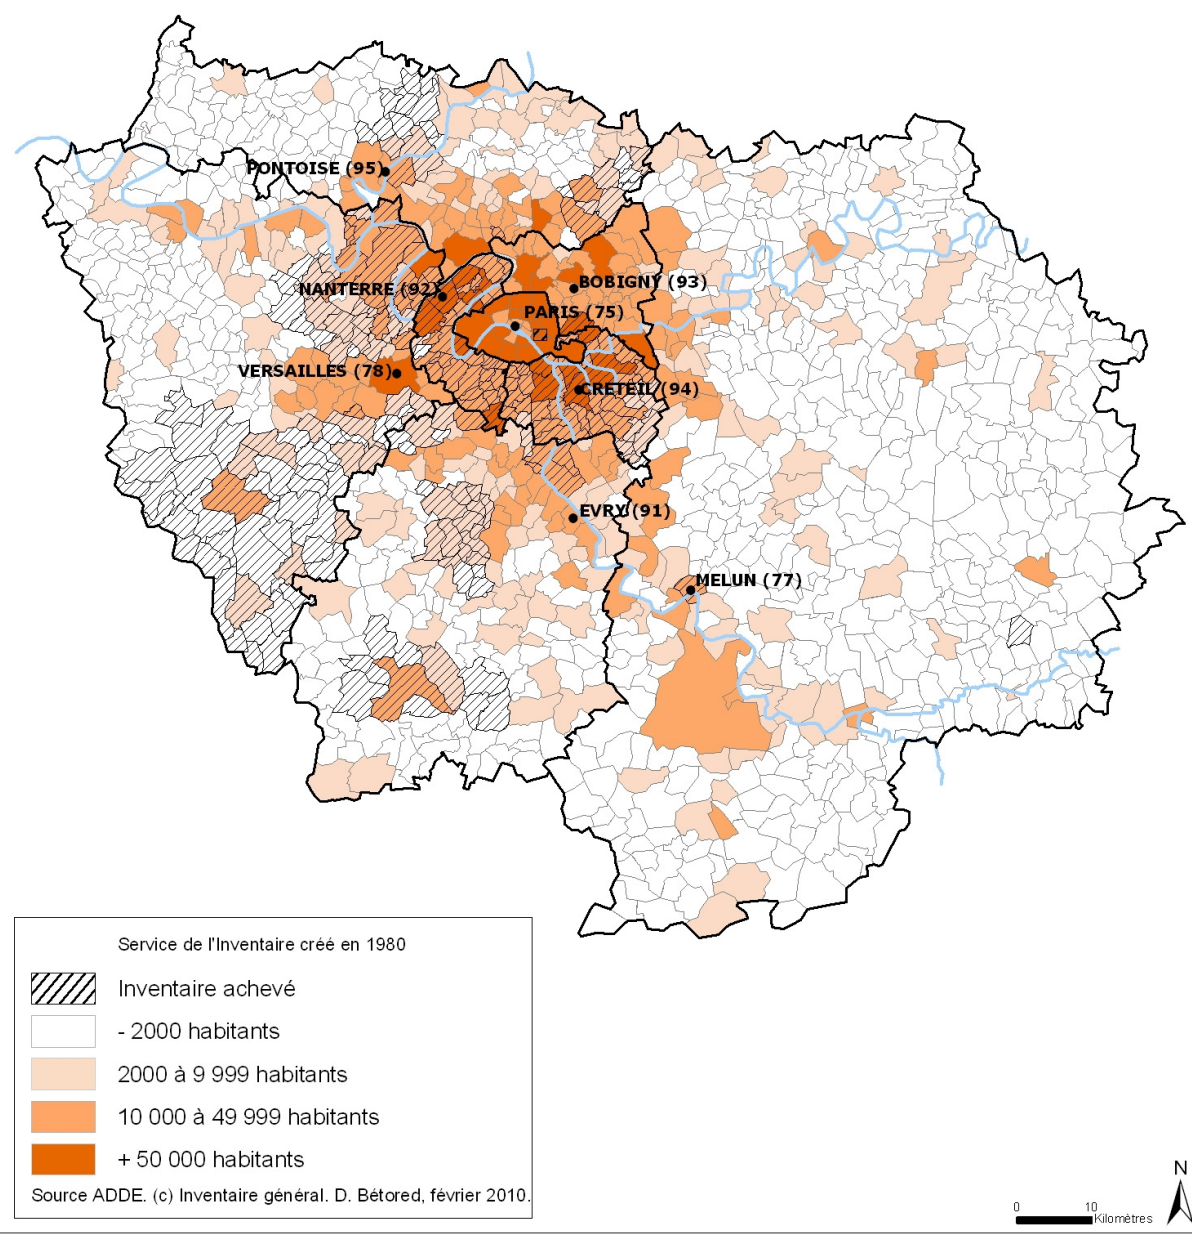 PONTOISE (95)
NANTERRE (92)
BOBIGNY (93)
PARIS (75)
VERSAILLES (78)
CRETEIL (94)
EVRY (91)
MELUN (77)
Service de l'Inventaire créé en 1980
Inventaire achevé
- 2000 habitants
2000 à 9 999 habitants
10 000 à 49 999 habitants
+ 50 000 habitants
Source ADDE. (c) Inventaire général. D. Bétored, février 2010.
N
0 10
Kilomètres